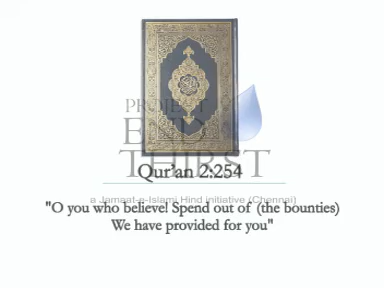 PROJECT
END
THIRST
Qur'an 2:254
a Jamaat-e-Islami Hind Initiative (Chennai)
"O you who believe! Spend out of (the bounties)
We have provided for you"